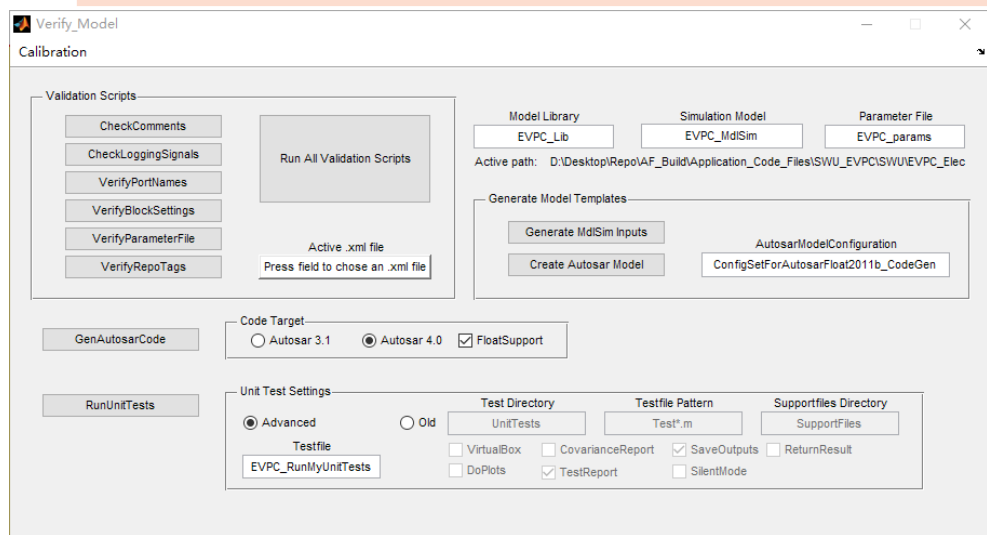 Verify_Model
Calibration
Validation Scripts
CheckComments
CheckLoggingSignals
VerifyPortNames
VerifyBlockSettings
VerifyParameterFile
VerifyRepoTags
Run All Validation Scripts
Active .xml file
Press field to chose an .xml file
Model Library
Simulation Model
Parameter File
EVPC_Lib
EVPC_MdlSim
EVPC_params
Active path: D:\Desktop\Repo\AF_Build\Application_Code_Files\SWU_EVPC\SWU\EVPC_Elec
Generate Model Templates
Generate MdlSim Inputs
Create Autosar Model
AutosarModelConfiguration
ConfigSetForAutosarFloat2011b_CodeGen
GenAutosarCode
Code Target
Autosar 3.1
Autosar 4.0
FloatSupport
RunUnitTests
Unit Test Settings
Advanced
Old
Testfile
EVPC_RunMyUnitTests
Test Directory
Testfile Pattern
Supportfiles Directory
UnitTests
Test*.m
SupportFiles
VirtualBox
CovarianceReport
SaveOutputs
ReturnResult
DoPlots
TestReport
SilentMode